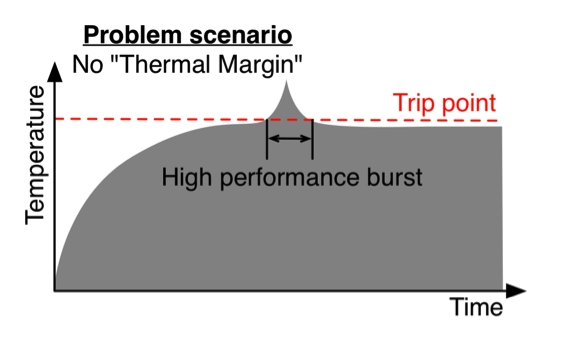 Problem scenario
No "Thermal Margin"
Trip point
Temperature
High performance burst
Time